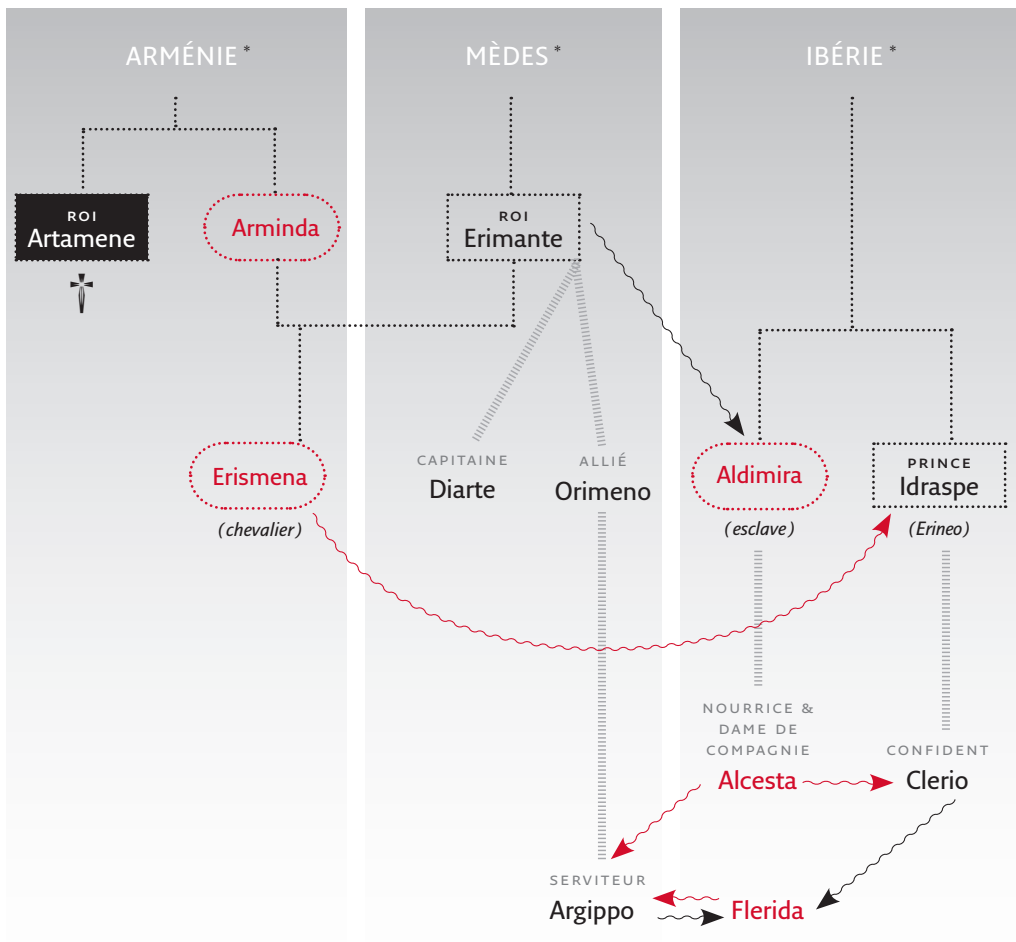 ARMÉNIE *
MÈDES *
IBÉRIE *
ROI
Artamene
Arminda
ROI
Erimante
Erismena
(chevalier)
CAPITAINE
Diarte
ALLIÉ
Orimeno
Aldimira
(esclave)
PRINCE
Idraspe
(Erineo)
NOURRICE &
DAME DE
COMPAGNIE
Alcesta
CONFIDENT
Clerio
SERVITEUR
Argippo
Flerida